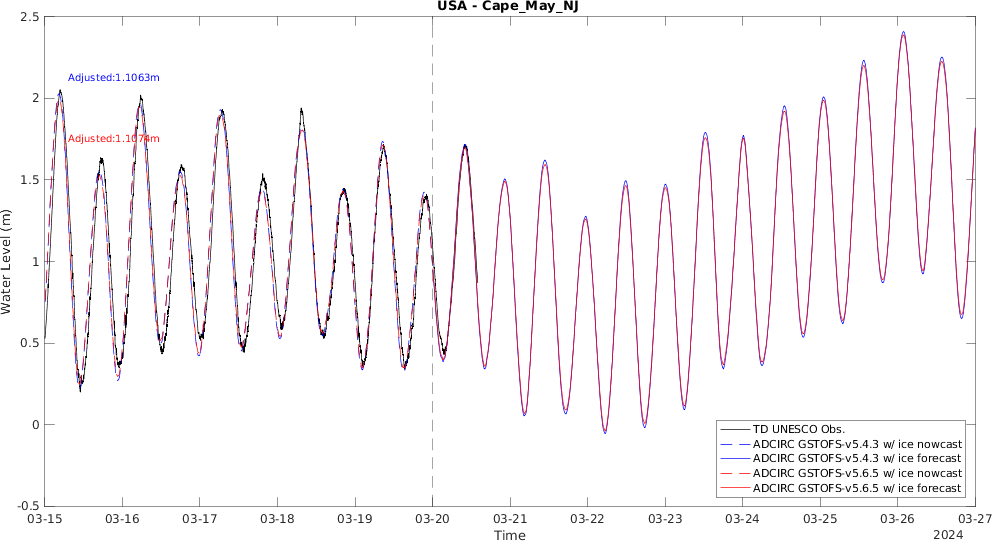 USA - Cape_May_NJ
2.5
2
1.5
1
0.5
0
-0.5
Water Level (m)
Adjusted:1.1063m
Adjusted:1.1074m
TD UNESCO Obs.
ADCIRC GSTOFS-v5.4.3 w/ ice nowcast
ADCIRC GSTOFS-v5.4.3 w/ ice forecast
ADCIRC GSTOFS-v5.6.5 w/ ice nowcast
ADCIRC GSTOFS-v5.6.5 w/ ice forecast
03-15 03-16 03-17 03-18 03-19 03-20 03-21 03-22 03-23 03-24 03-25 03-26 03-27
Time
2024